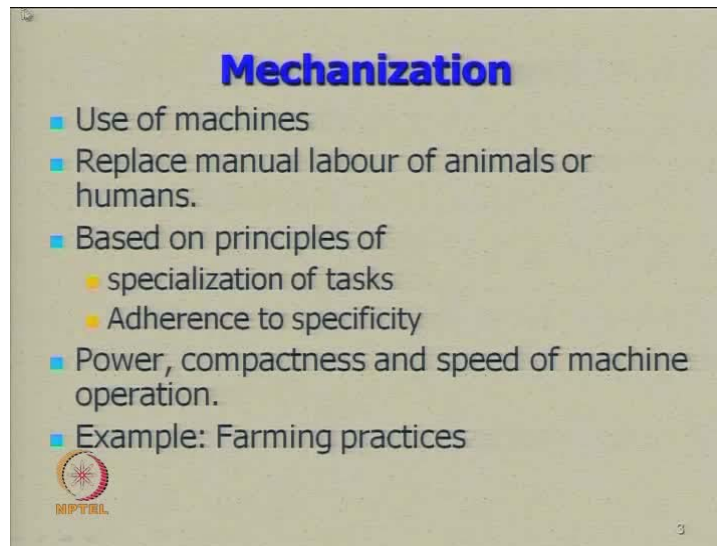 Mechanization
Use of machines
Replace manual labour of animals or
humans.
Based on principles of
specialization of tasks
Adherence to specificity
Power, compactness and speed of machine
operation.
Example: Farming practices
NPTEL
3